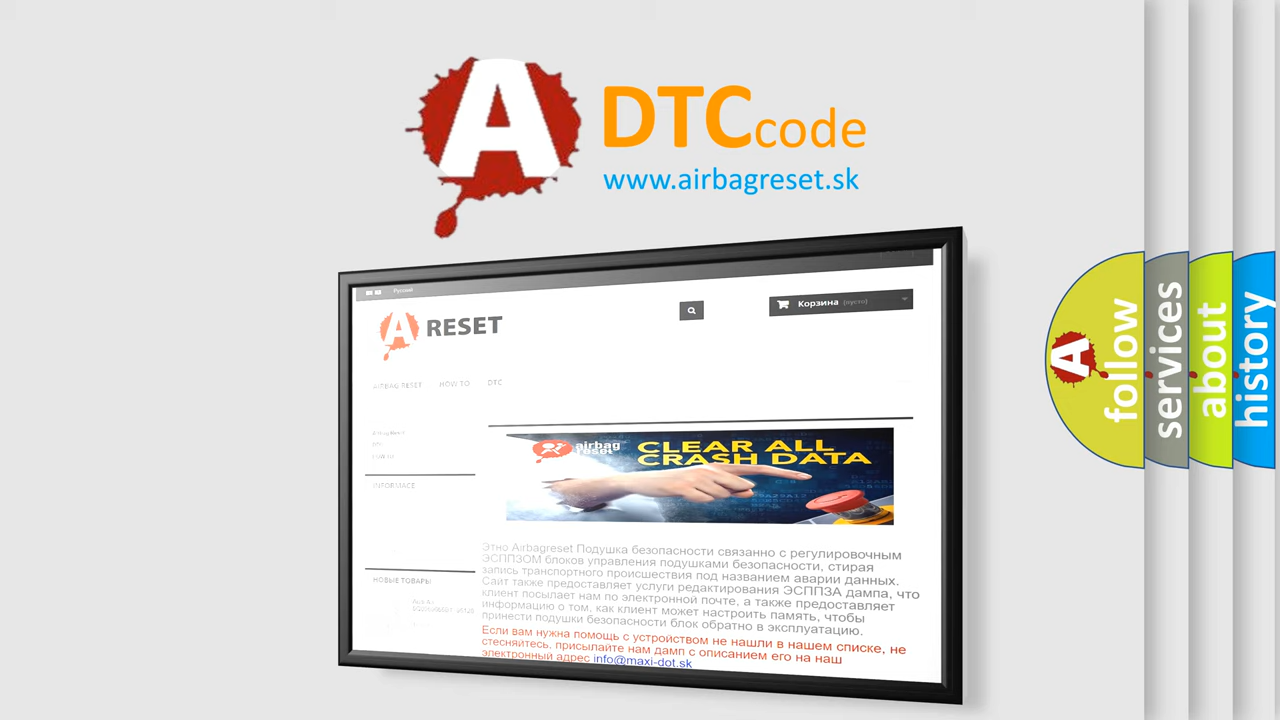 A
DTCcode
www.airbagreset.sk
Русский
Корзина (пусто)
A RESET
AIRBAG RESET HOW TO DTC
airbag
reset
CLEAR ALL
CRASH DATA
INFORMACE
Этно Airbagreset Подушка безопасности связанно с регулировочным
ЭСППЗОМ блоков управления подушками безопасности, стирая
запись транспортного происшествия под названием аварии данных.
Сайт также предоставляет услуги редактирования ЭСППЗА дампа, что
клиент посылает нам по электронной почте, а также предоставляет
информацию о том, как клиент может настроить память, чтобы
принести подушки безопасности блок обратно в эксплуатацию.
Если вам нужна помощь с устройством не нашли в нашем списке, не
стесняйтесь, присылайте нам дамп с описанием его на наш
электронный адрес info@maxi-dot.sk
НОВЫЕ ТОВАРЫ
A
follow
services
about
history